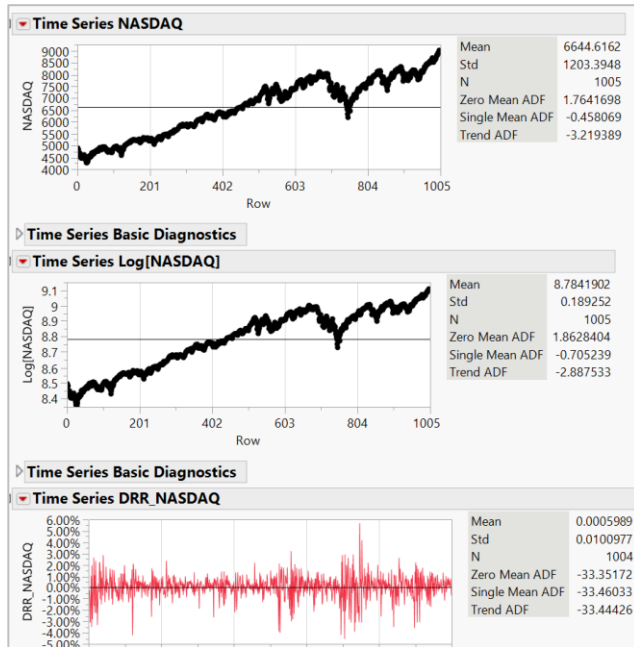 Time Series NASDAQ
9000
8500
8000
7500
7000
6500
6000
5500
5000
4500
4000
NASDAQ
0 201 402 603 804 1005
Row
Mean 6644.6162
Std 1203.3948
N 1005
Zero Mean ADF 1.7641698
Single Mean ADF -0.458069
Trend ADF -3.219389
Time Series Basic Diagnostics
Time Series Log[NASDAQ]
9.1
9
8.9
8.8
8.7
8.6
8.5
8.4
Log[NASDAQ]
0 201 402 603 804 1005
Row
Mean 8.7841902
Std 0.189252
N 1005
Zero Mean ADF 1.8628404
Single Mean ADF -0.705239
Trend ADF -2.887533
Time Series Basic Diagnostics
Time Series DRR_NASDAQ
6.00%
5.00%
4.00%
3.00%
2.00%
1.00%
0.00%
-1.00%
-2.00%
-3.00%
-4.00%
-5.00%
DRR_NASDAQ
Mean 0.0005989
Std 0.0100977
N 1004
Zero Mean ADF -33.35172
Single Mean ADF -33.46033
Trend ADF -33.44426